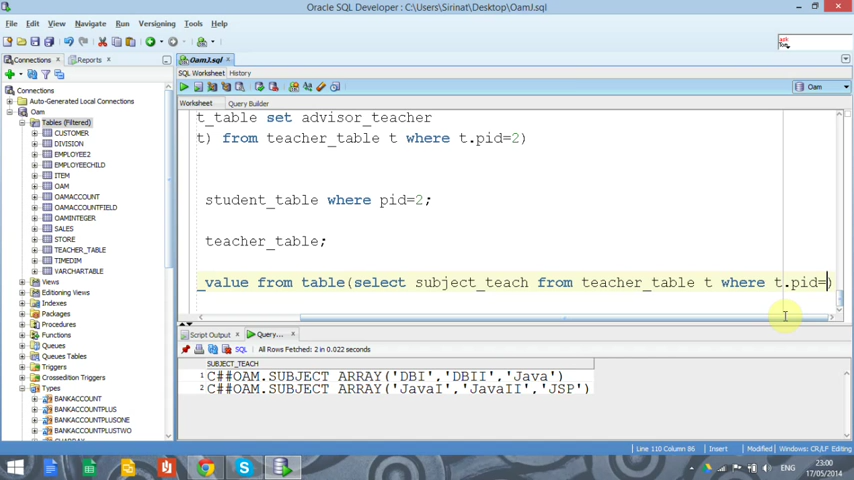 Oracle SQL Developer : C:\Users\Sirinat\Desktop\OamJ.sql
File Edit View Navigate Run Versioning Tools Help
Connections Reports OamJ.sql
SQL Worksheet History
Oam
Worksheet Query Builder
Connections
Auto-Generated Local Connections
Oam
Tables (Filtered)
CUSTOMER
DIVISION
EMPLOYEE2
EMPLOYEECHILD
ITEM
OAM
OAMACCOUNT
OAMACCOUNTFIELD
OAMINTEGER
SALES
STORE
TEACHER_TABLE
TIMEDIM
VARCHARTABLE
Views
Editioning Views
Indexes
Packages
Procedures
Functions
Queues
Queues Tables
Triggers
Crossedition Triggers
Types
BANKACCOUNT
BANKACCOUNTPLUS
BANKACCOUNTPLUSONE
BANKACCOUNTPLUSTWO
t_table set advisor_teacher
t) from teacher_table t where t.pid=2)
student_table where pid=2;
teacher_table;
_value from table(select subject_teach from teacher_table t where t.pid=)
Script Output Query...
SQL All Rows Fetched: 2 in 0.022 seconds
SUBJECT_TEACH
1 C##OAM.SUBJECT ARRAY('DBI','DBII','Java')
2 C##OAM.SUBJECT ARRAY('JavaI','JavaII','JSP')
Line 110 Column 86 Insert Modified Windows: CR/LF Editing
ENG
23:00
17/05/2014